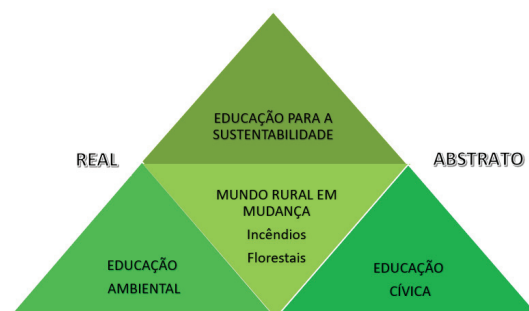 EDUCAÇÃO PARA A
SUSTENTABILIDADE
REAL
ABSTRATO
MUNDO RURAL EM
MUDANÇA
Incêndios
Florestais
EDUCAÇÃO
AMBIENTAL
EDUCAÇÃO
CÍVICA